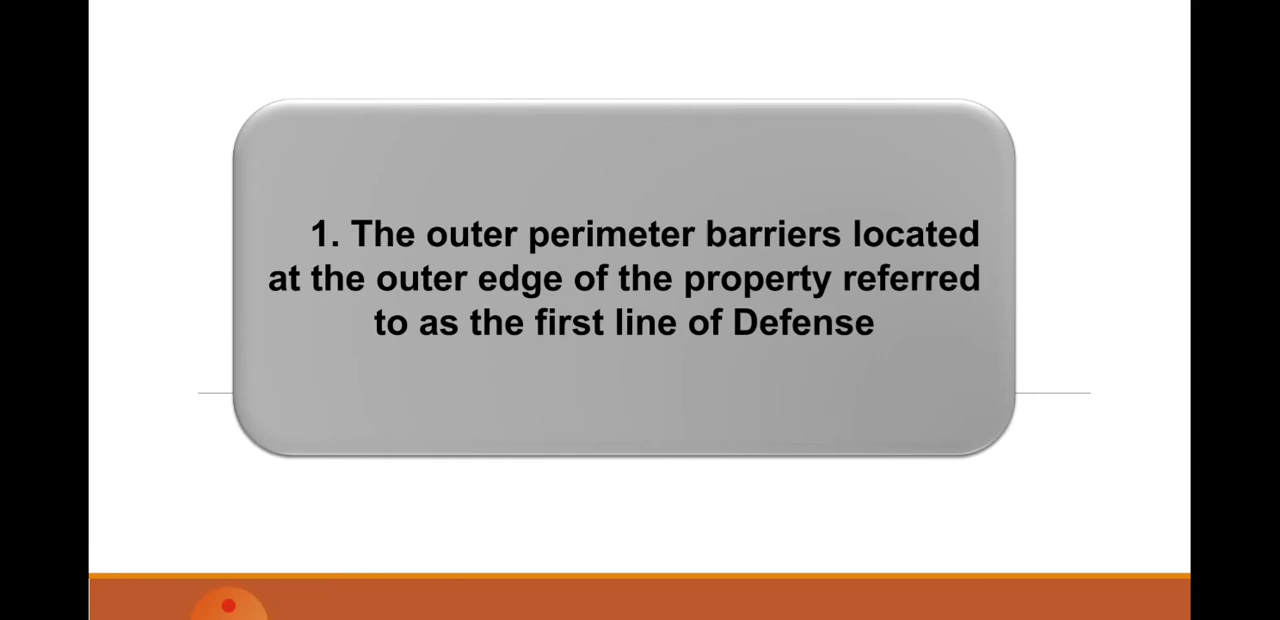 1. The outer perimeter barriers located
at the outer edge of the property referred
to as the first line of Defense